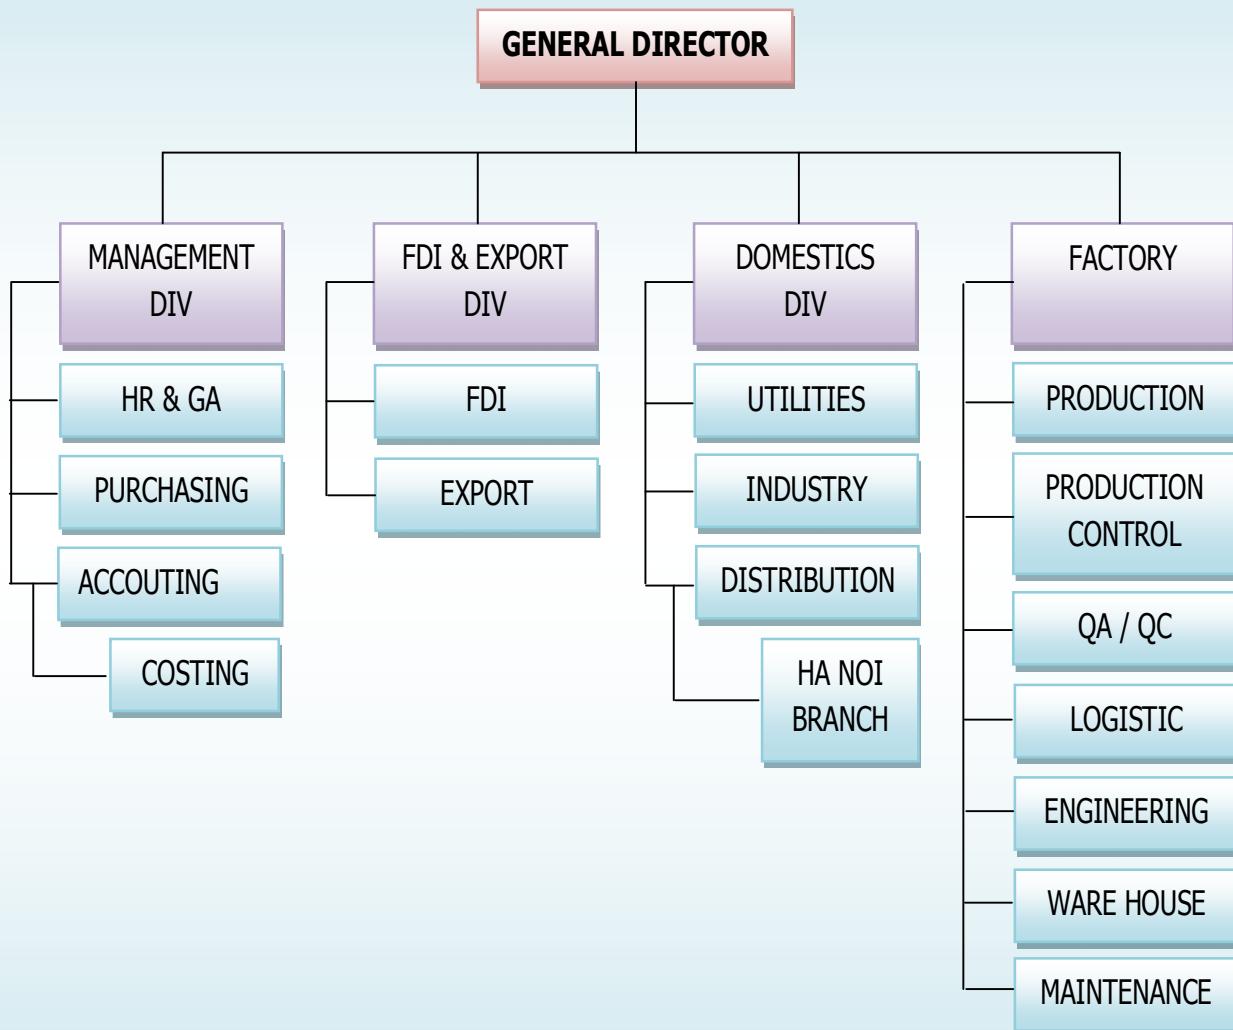 GENERAL DIRECTOR
MANAGEMENT
DIV
HR & GA
PURCHASING
ACCOUTING
COSTING
FDI & EXPORT
DIV
FDI
EXPORT
DOMESTICS
DIV
UTILITIES
INDUSTRY
DISTRIBUTION
HA NOI
BRANCH
FACTORY
PRODUCTION
PRODUCTION
CONTROL
QA / QC
LOGISTIC
ENGINEERING
WARE HOUSE
MAINTENANCE